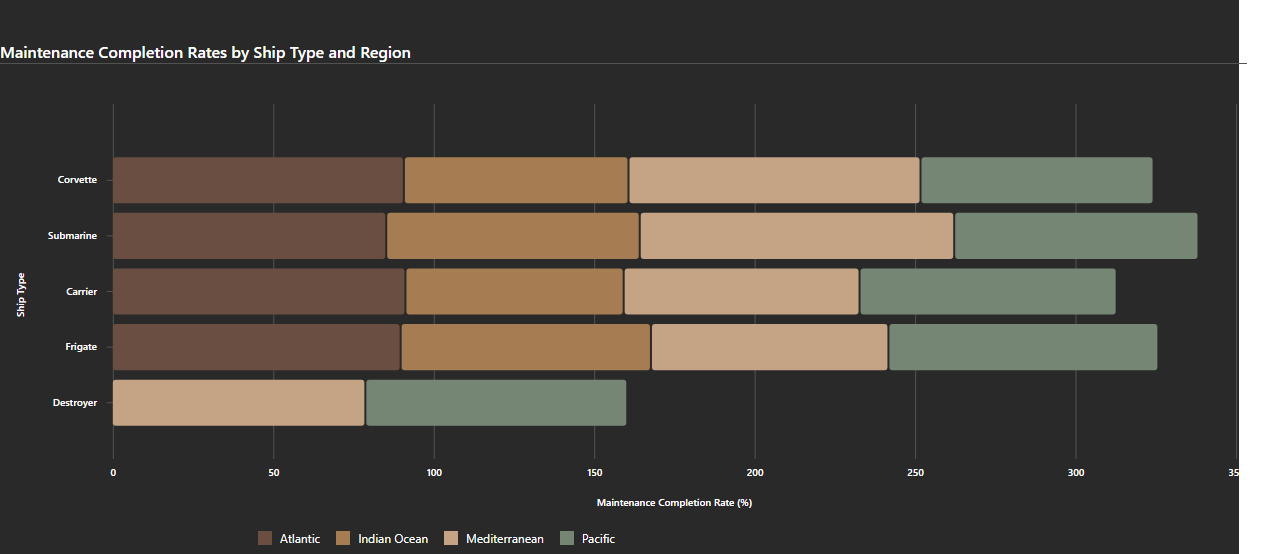 Maintenance Completion Rates by Ship Type and Region
Ship Type
Corvette
Submarine
Carrier
Frigate
Destroyer
0 50 100 150 200 250 300 35
Maintenance Completion Rate (%)
Atlantic Indian Ocean Mediterranean Pacific